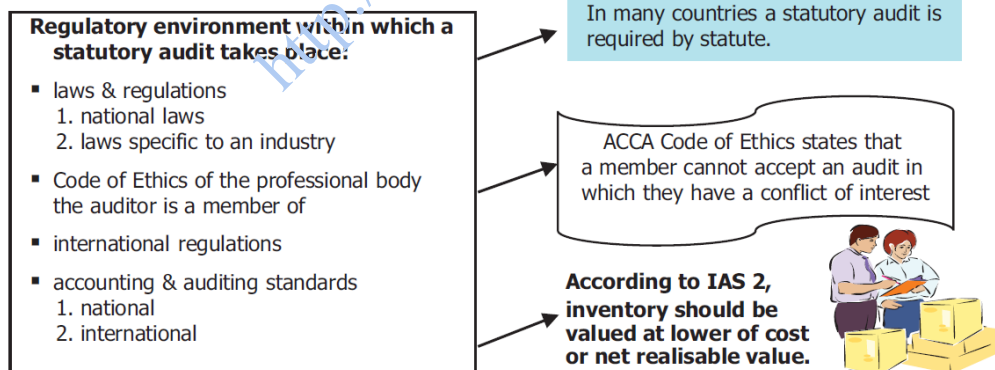 Regulatory environment within which a
statutory audit takes place:
▪ laws & regulations
1. national laws
2. laws specific to an industry
▪ Code of Ethics of the professional body
the auditor is a member of
▪ international regulations
▪ accounting & auditing standards
1. national
2. international
In many countries a statutory audit is
required by statute.
ACCA Code of Ethics states that
a member cannot accept an audit in
which they have a conflict of interest
According to IAS 2,
inventory should be
valued at lower of cost
or net realisable value.
http:/